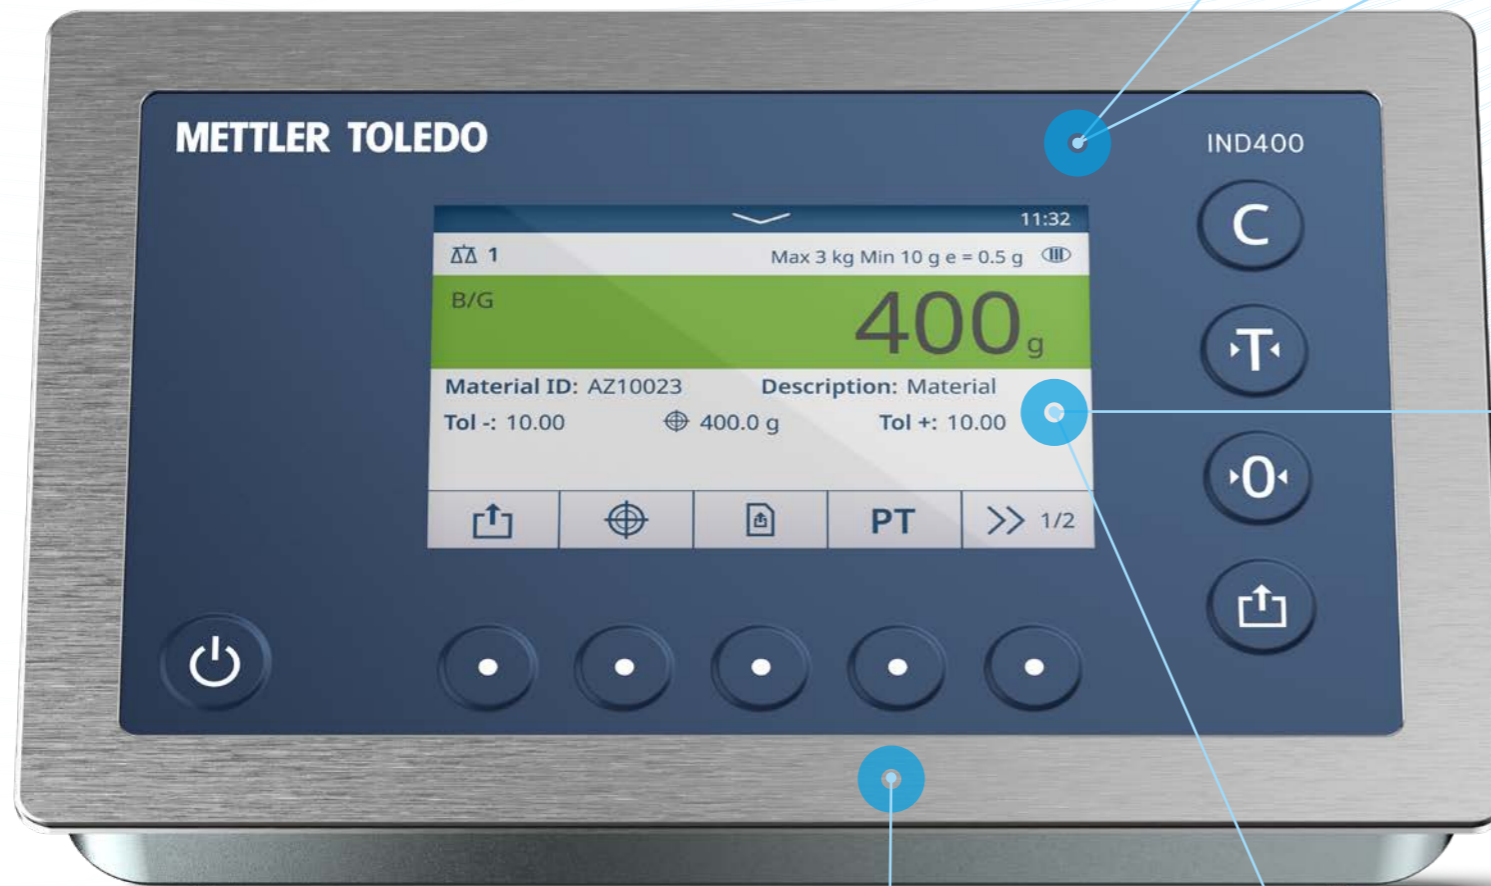 METTLER TOLEDO
IND400
11:32
1 Max 3 kg Min 10 g e = 0.5 g III
B/G 400 g
Material ID: AZ10023 Description: Material
Tol -: 10.00 400.0 g Tol +: 10.00
PT >> 1/2
C
T
0